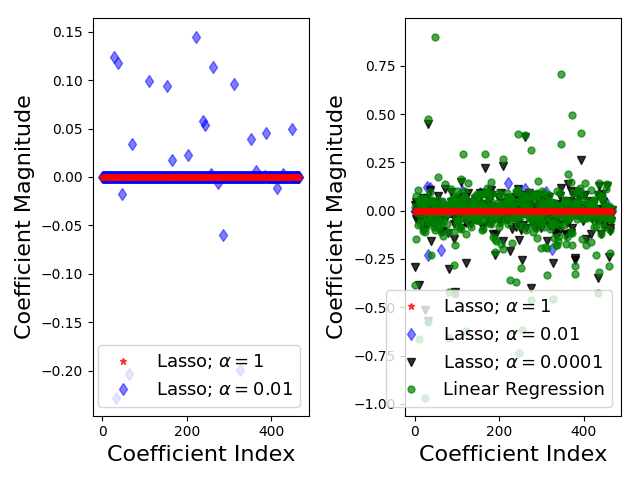 0.15
0.10
0.05
0.00
−0.05
−0.10
−0.15
−0.20
0
200
400
Coefficient Magnitude
Coefficient Index
Lasso; α = 1
Lasso; α = 0.01
0.75
0.50
0.25
0.00
−0.25
−0.50
−0.75
−1.00
0
200
400
Coefficient Magnitude
Coefficient Index
Lasso; α = 1
Lasso; α = 0.01
Lasso; α = 0.0001
Linear Regression